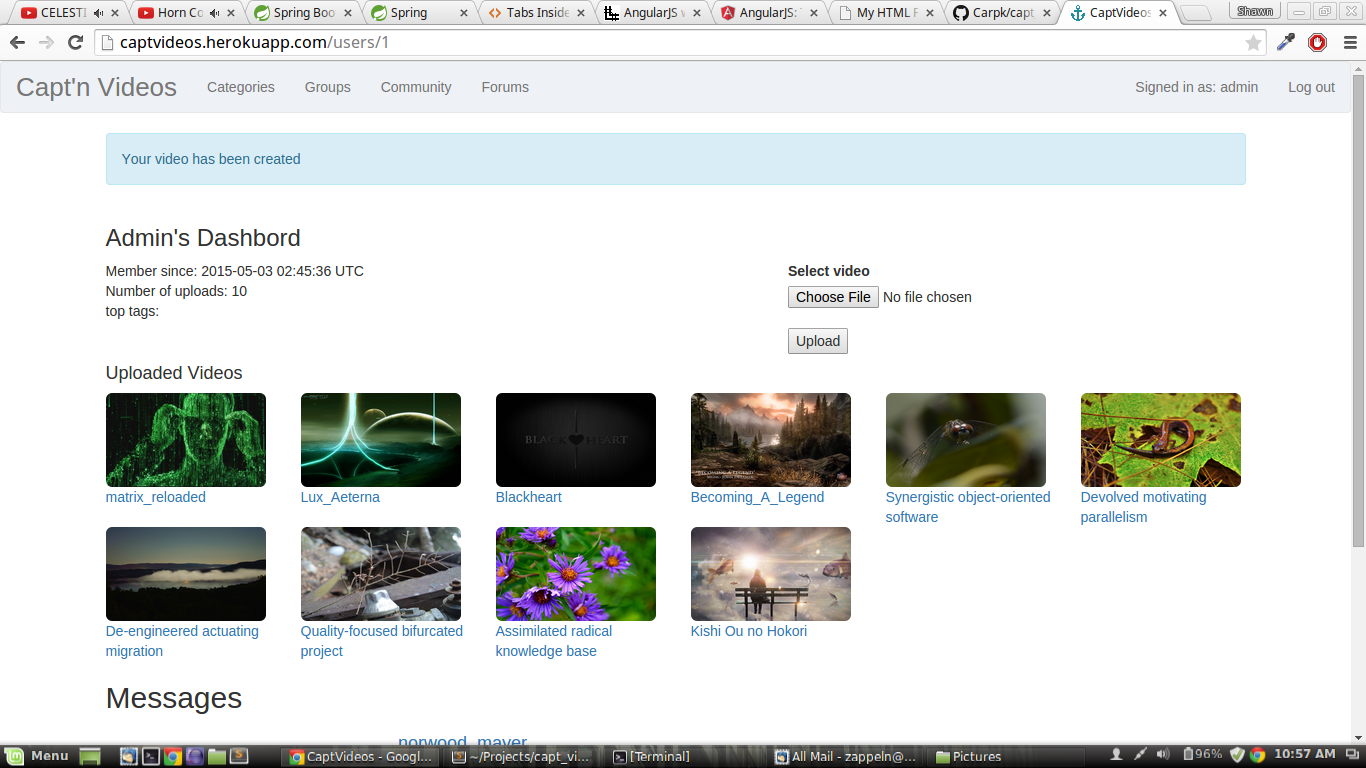 CELESTI
Horn Co
Spring Boo
Spring
Tabs Inside
AngularJS w
AngularJS:
My HTML F
Carpk/capt
CaptVideos
Shawn
captvideos.herokuapp.com/users/1
Capt'n Videos Categories Groups Community Forums Signed in as: admin Log out
Your video has been created
Admin's Dashbord
Member since: 2015-05-03 02:45:36 UTC
Number of uploads: 10
top tags:
Select video
Choose File No file chosen
Upload
Uploaded Videos
BLACK HEART
BECOMING A LEGEND
matrix_reloaded
Lux_Aeterna
Blackheart
Becoming_A_Legend
Synergistic object-oriented
software
Devolved motivating
parallelism
De-engineered actuating
migration
Quality-focused bifurcated
project
Assimilated radical
knowledge base
Kishi Ou no Hokori
Messages
norwood_mayer
Menu
CaptVideos - Googl...
~/Projects/capt_vi...
[Terminal]
All Mail - zappeln@...
Pictures
96%
10:57 AM